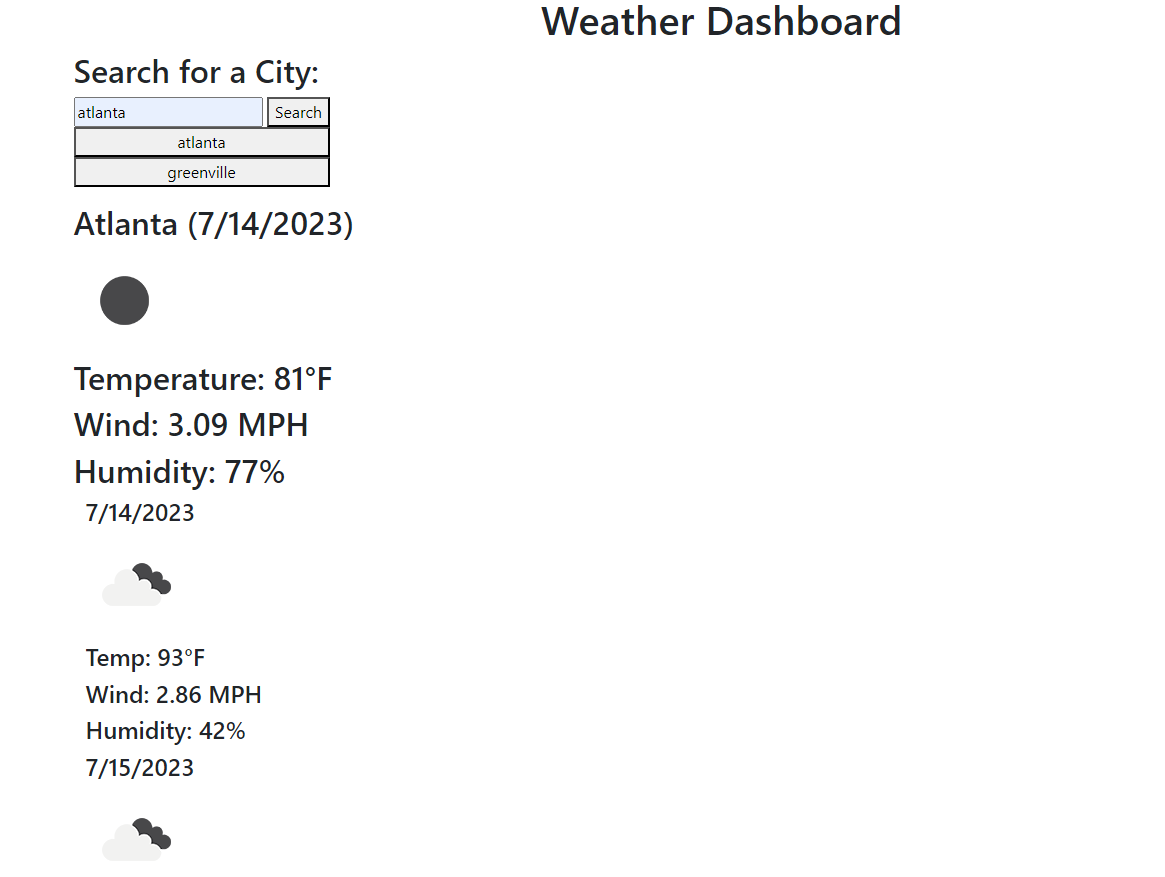 Weather Dashboard
Search for a City:
atlanta Search
atlanta
greenville
Atlanta (7/14/2023)
Temperature: 81°F
Wind: 3.09 MPH
Humidity: 77%
7/14/2023
Temp: 93°F
Wind: 2.86 MPH
Humidity: 42%
7/15/2023